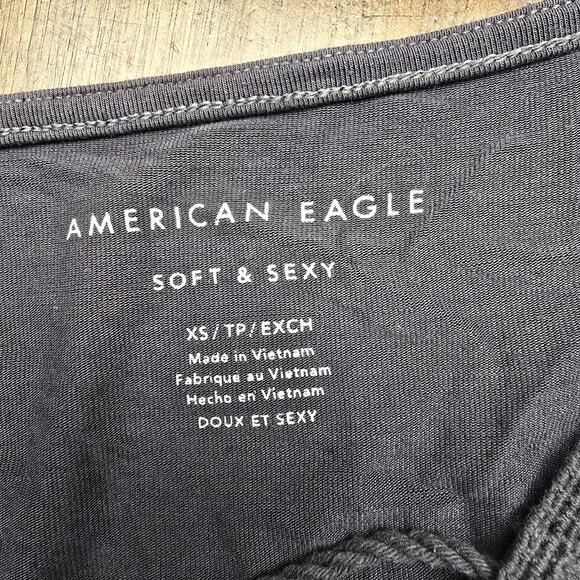 AMERICAN EAGLE
SOFT & SEXY
XS / TP / EXCH
Made in Vietnam
Fabrique au Vietnam
Hecho en Vietnam
DOUX ET SEXY